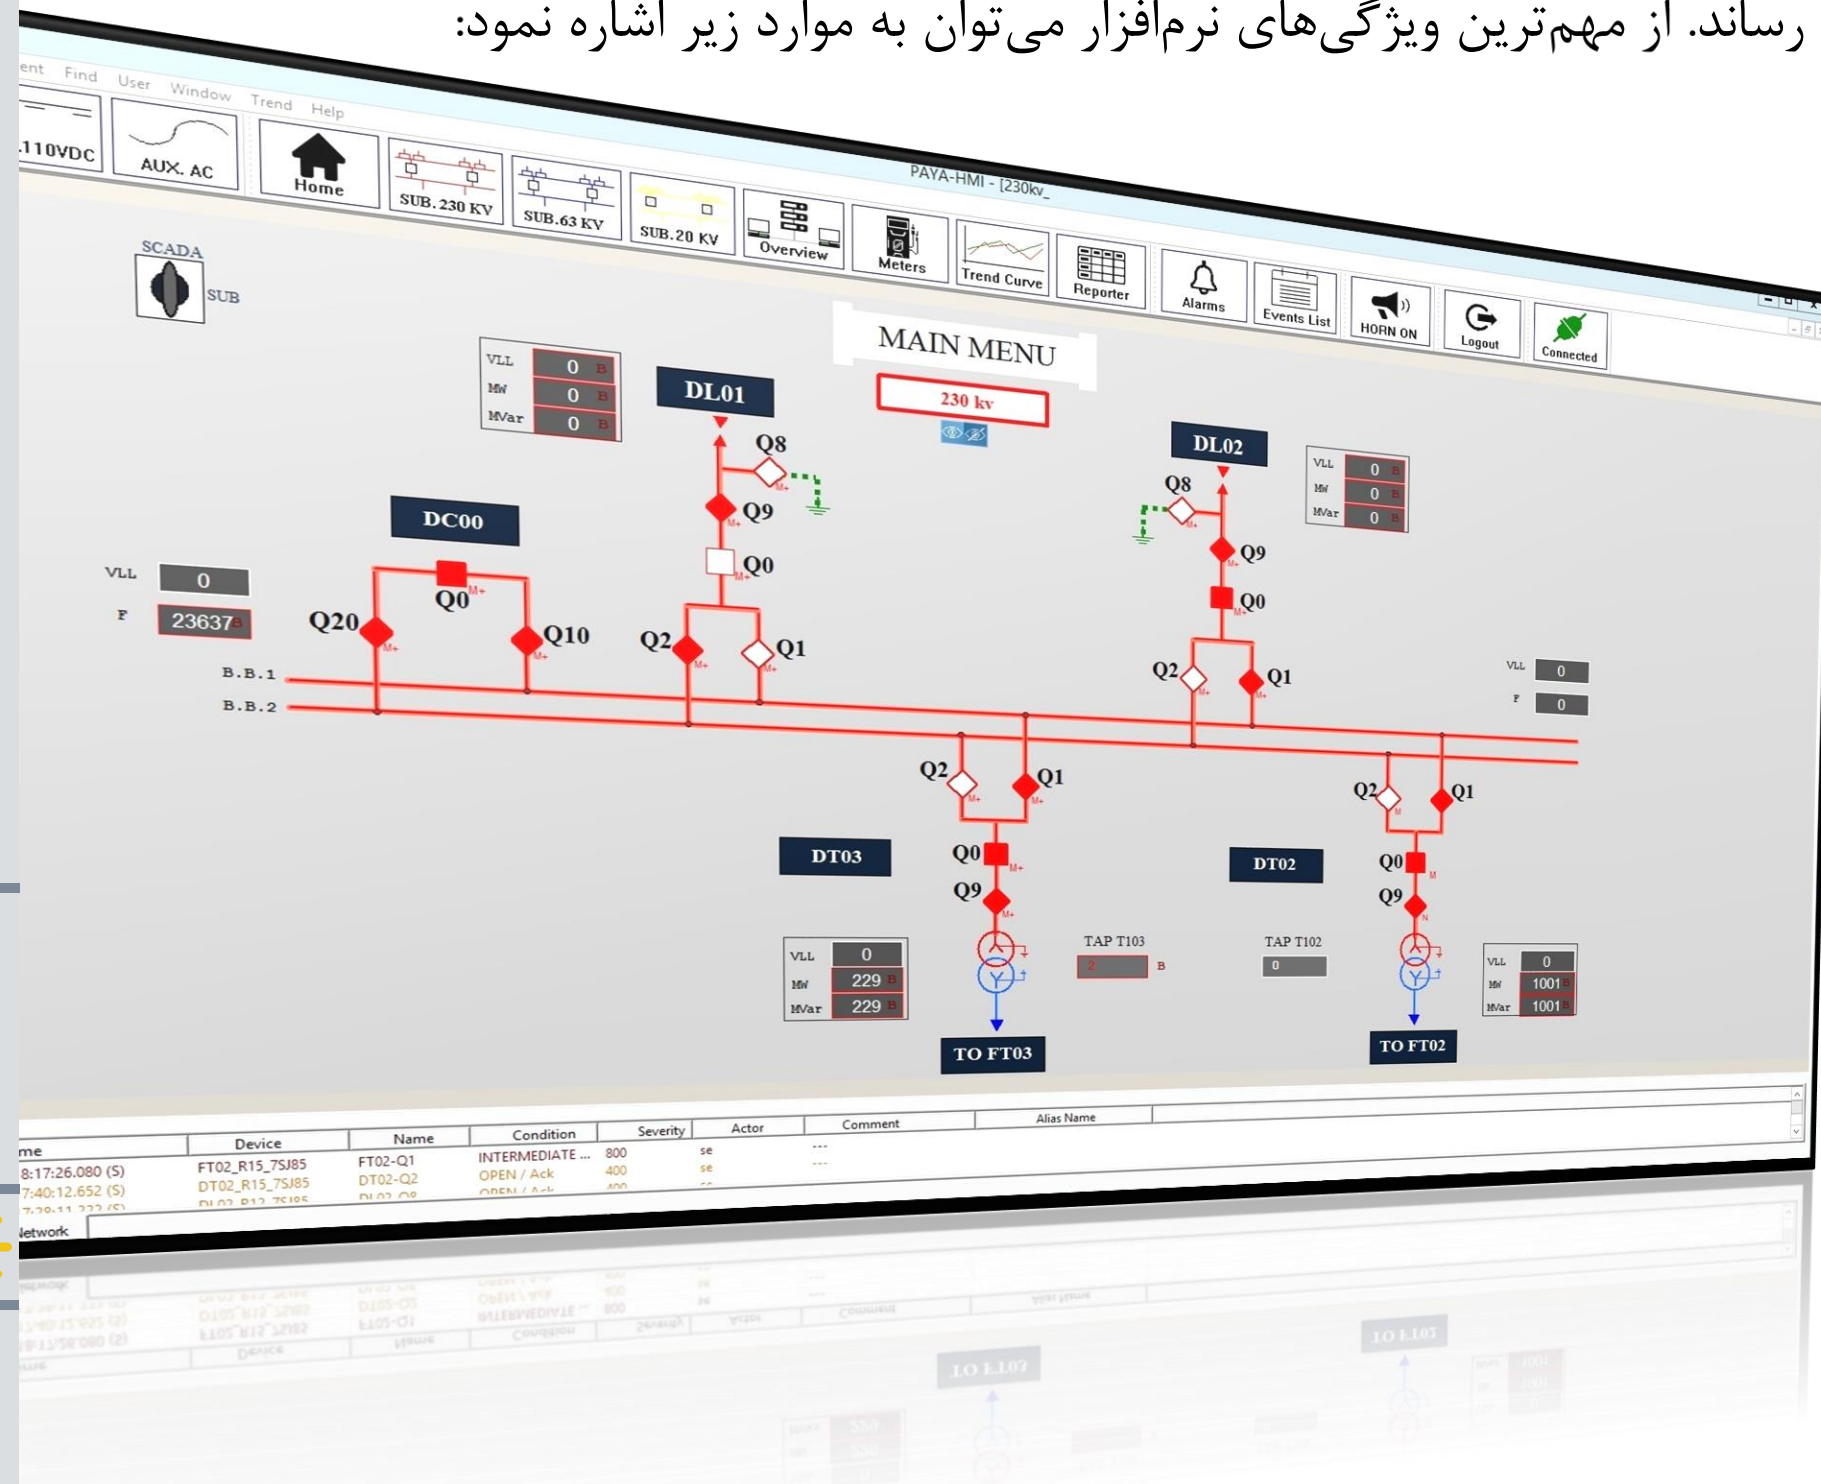 رساند. از مهم‌ترین ویژگی‌های نرم‌افزار می‌توان به موارد زیر اشاره نمود:
PAYA-HMI - [230kv_
Find User Window Trend Help
110VDC
AUX. AC
Home
SUB. 230 KV
SUB.63 KV
SUB.20 KV
Overview
Meters
Trend Curve
Reporter
Alarms
Events List
HORN ON
Logout
Connected
SCADA
SUB
MAIN MENU
230 kv
VLL 0 B
MW 0 B
MVar 0 B
DL01
Q8
M+
Q9
M+
Q0
M+
Q2
M+
Q1
M+
DL02
VLL 0 B
MW 0 B
MVar 0 B
Q8
M+
Q9
M+
Q0
M+
Q2
M+
Q1
M+
DC00
Q0
M+
Q20
M+
Q10
M+
VLL 0
F 23637 B
B.B.1
B.B.2
VLL 0
F 0
Q2
M+
Q1
M+
DT03
Q0
M+
Q9
M+
VLL 0
MW 229 B
MVar 229 B
TAP T103
2 B
TO FT03
Q2
M
Q1
DT02
Q0
M
Q9
N
TAP T102
0
VLL 0
MW 1001 B
MVar 1001 B
TO FT02
Device Name Condition Severity Actor Comment Alias Name
8:17:26.080 (S) FT02_R15_7SJ85 FT02-Q1 INTERMEDIATE ... 800 se ---
7:40:12.652 (S) DT02_R15_7SJ85 DT02-Q2 OPEN / Ack 400 se ---
Network